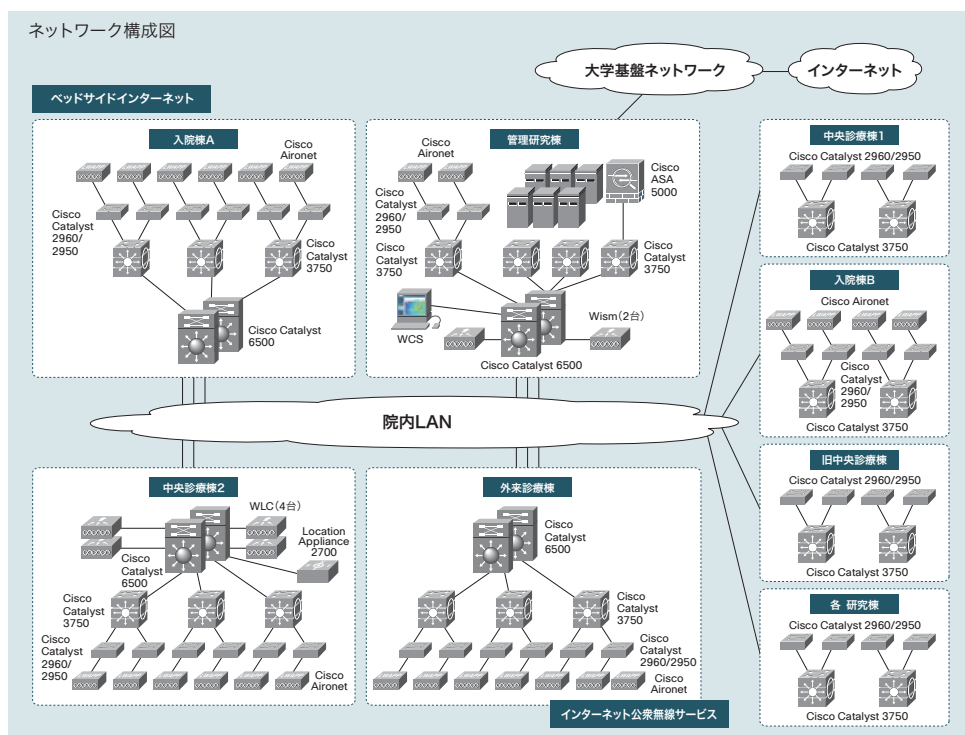 ネットワーク構成図
大学基盤ネットワーク
インターネット
ベッドサイドインターネット
入院棟A
Cisco
Aironet
Cisco
Catalyst
2960/
2950
Cisco
Catalyst
3750
Cisco Catalyst
6500
管理研究棟
Cisco
Aironet
Cisco
ASA
5000
Cisco
Catalyst
2960/
2950
Cisco
Catalyst
3750
Cisco
Catalyst
3750
WCS
Wism(2台)
Cisco Catalyst 6500
中央診療棟1
Cisco Catalyst 2960/2950
Cisco Catalyst 3750
入院棟B
Cisco Aironet
Cisco
Catalyst
2960/
2950
Cisco Catalyst 3750
院内LAN
中央診療棟2
WLC(4台)
Location
Appliance
2700
Cisco
Catalyst
6500
Cisco
Catalyst
3750
Cisco
Catalyst
2960/
2950
Cisco
Aironet
外来診療棟
Cisco
Catalyst
6500
Cisco
Catalyst
3750
Cisco
Catalyst
2960/2950
Cisco
Aironet
インターネット公衆無線サービス
旧中央診療棟
Cisco Catalyst 2960/2950
Cisco Catalyst 3750
各 研究棟
Cisco Catalyst 2960/2950
Cisco Catalyst 3750